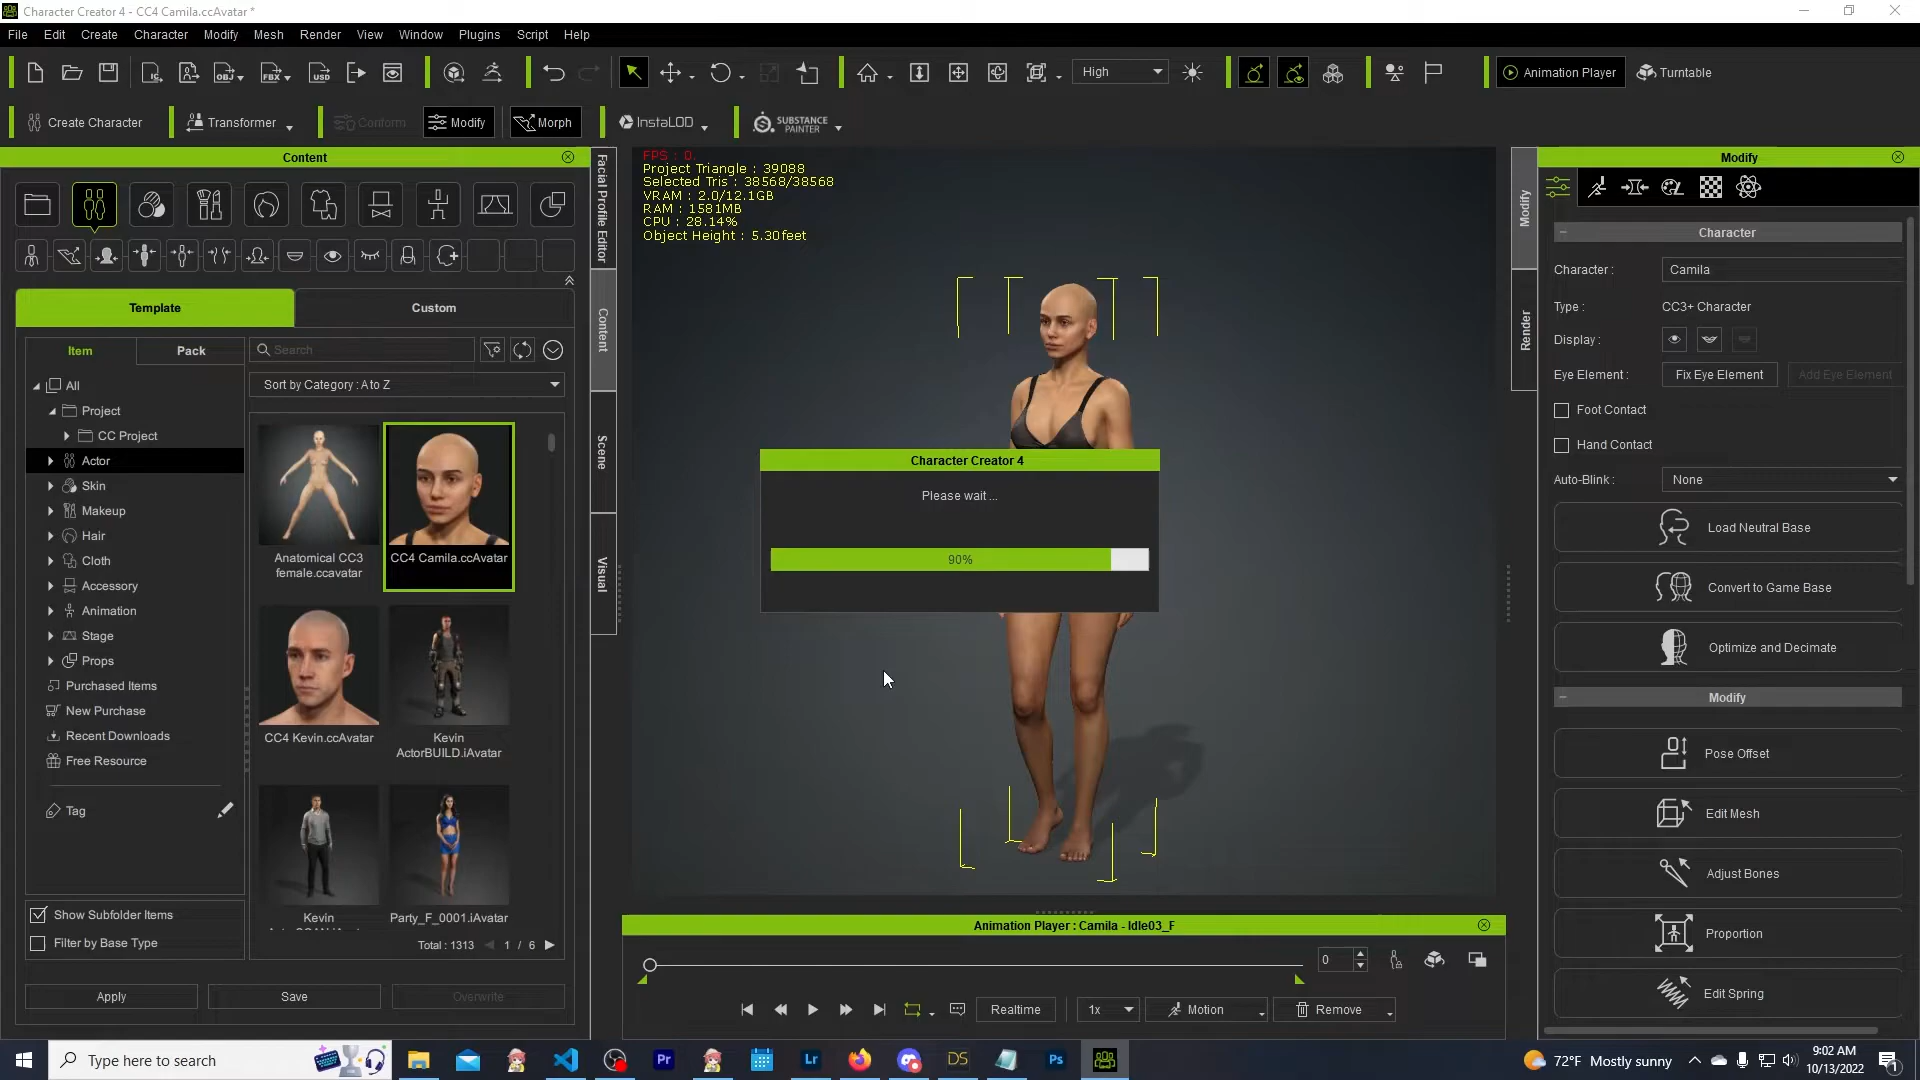 Character Creator 4 - CC4 Camila.ccAvatar *
File Edit Create Character Modify Mesh Render View Window Plugins Script Help
High
Animation Player
Turntable
Create Character
Transformer
Conform
Modify
Morph
InstaLOD
SUBSTANCE PAINTER
Content
Facial Profile Editor
Content
Scene
Visual
Template
Custom
Item
Pack
Search
Sort by Category : A to Z
All
Project
CC Project
Actor
Skin
Makeup
Hair
Cloth
Accessory
Animation
Stage
Props
Purchased Items
New Purchase
Recent Downloads
Free Resource
Tag
Show Subfolder Items
Filter by Base Type
Anatomical CC3
female.ccavatar
CC4 Camila.ccAvatar
CC4 Kevin.ccAvatar
Kevin
ActorBUILD.iAvatar
Kevin
Party_F_0001.iAvatar
Total : 1313 1 / 6
Apply
Save
Overwrite
FPS : 0.
Project Triangle : 39088
Selected Tris : 38568/38568
VRAM : 2.0/12.1GB
RAM : 1581MB
CPU : 28.14%
Object Height : 5.30feet
Character Creator 4
Please wait ...
90%
Animation Player : Camila - Idle03_F
0
Realtime
1x
Motion
Remove
Modify
Render
Modify
Character
Character : Camila
Type : CC3+ Character
Display :
Eye Element : Fix Eye Element Add Eye Element
Foot Contact
Hand Contact
Auto-Blink : None
Load Neutral Base
Convert to Game Base
Optimize and Decimate
Modify
Pose Offset
Edit Mesh
Adjust Bones
Proportion
Edit Spring
Type here to search
Pr
Lr
DS
Ps
72°F Mostly sunny
9:02 AM
10/13/2022
1